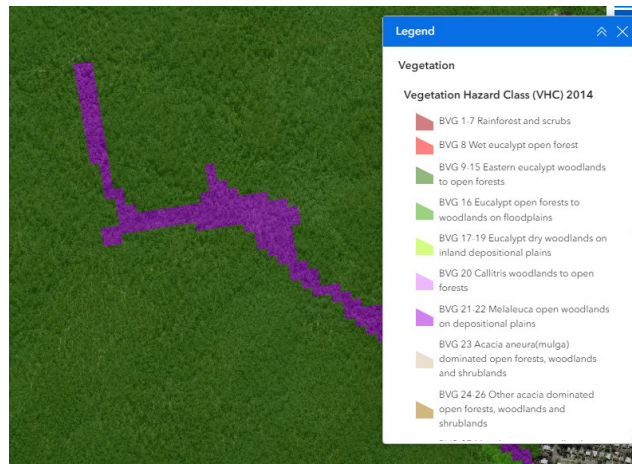 Legend
Vegetation
Vegetation Hazard Class (VHC) 2014
BVG 1-7 Rainforest and scrubs
BVG 8 Wet eucalypt open forest
BVG 9-15 Eastern eucalypt woodlands
to open forests
BVG 16 Eucalypt open forests to
woodlands on floodplains
BVG 17-19 Eucalypt dry woodlands on
inland depositional plains
BVG 20 Callitris woodlands to open
forests
BVG 21-22 Melaleuca open woodlands
on depositional plains
BVG 23 Acacia aneura(mulga)
dominated open forests, woodlands
and shrublands
BVG 24-26 Other acacia dominated
open forests, woodlands and
shrublands